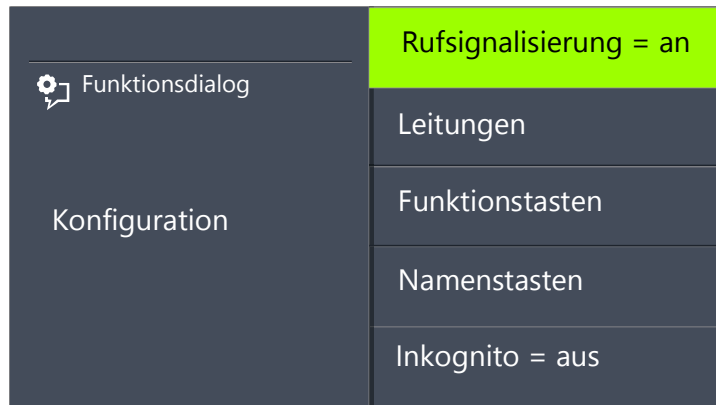 Funktionsdialog
Konfiguration
Rufsignalisierung = an
Leitungen
Funktionstasten
Namenstasten
Inkognito = aus